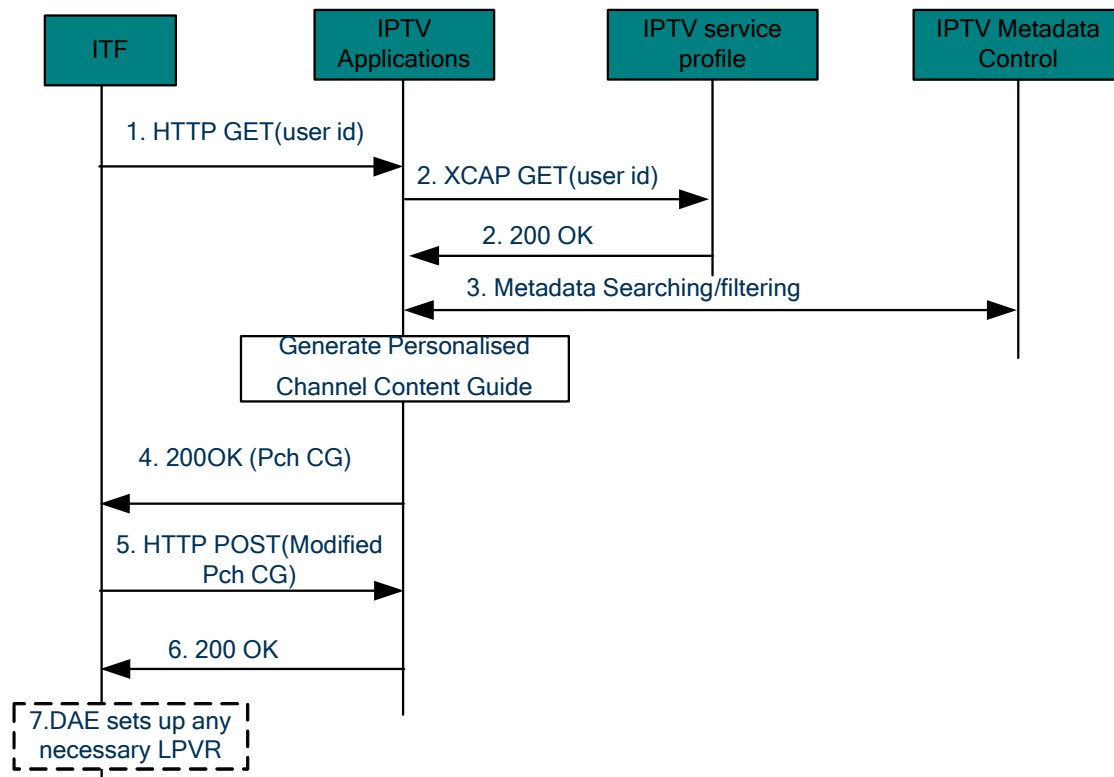 ITF
IPTV
Applications
IPTV service
profile
IPTV Metadata
Control
1. HTTP GET(user id)
2. XCAP GET(user id)
2. 200 OK
3. Metadata Searching/filtering
Generate Personalised
Channel Content Guide
4. 200OK (Pch CG)
5. HTTP POST(Modified
Pch CG)
6. 200 OK
7.DAE sets up any
necessary LPVR